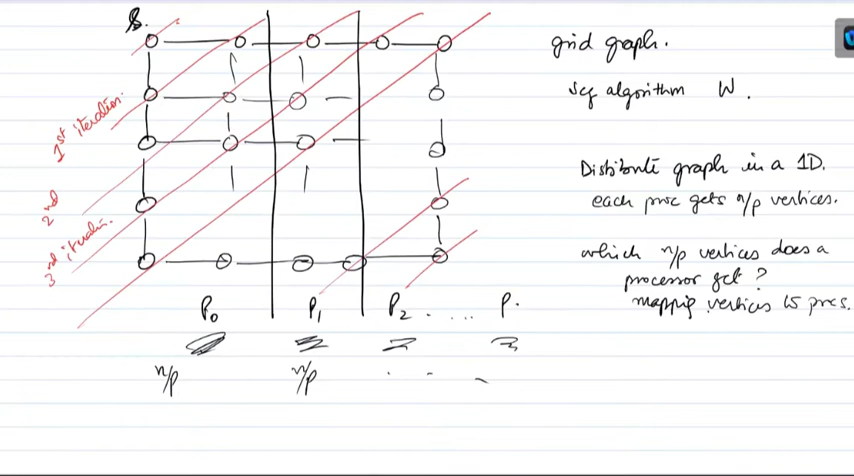 S.
grid graph.
seq algorithm W.
1st iteration.
2nd
3rd iteratin.
Distribute graph in a 1D.
each proc gets n/p vertices.
which n/p vertices does a
processor get?
mapping vertices to procs.
P0 P1 P2 . . . . . P.
n/p n/p . . .